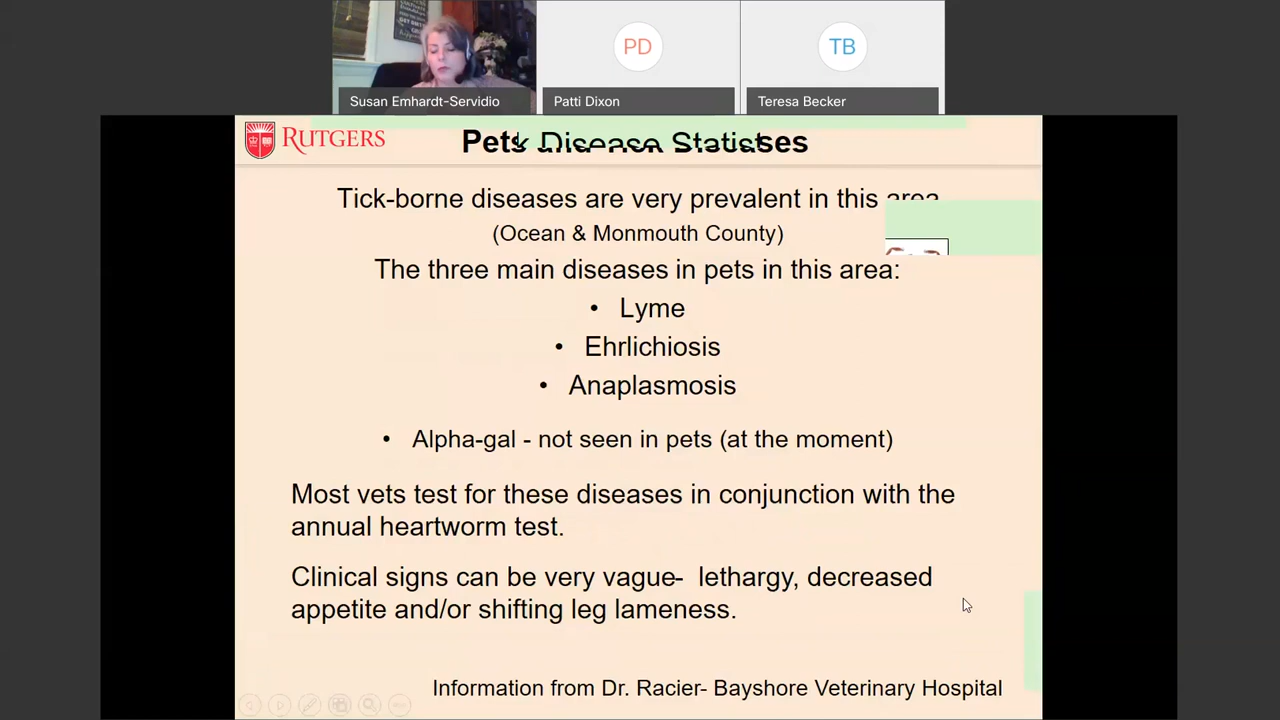 PD
TB
Susan Emhardt-Servidio
Patti Dixon
Teresa Becker
RUTGERS
Pets Disease
Tick-borne diseases are very prevalent in this area
(Ocean & Monmouth County)
The three main diseases in pets in this area:
• Lyme
• Ehrlichiosis
• Anaplasmosis
• Alpha-gal - not seen in pets (at the moment)
Most vets test for these diseases in conjunction with the
annual heartworm test.
Clinical signs can be very vague- lethargy, decreased
appetite and/or shifting leg lameness.
Information from Dr. Racier- Bayshore Veterinary Hospital